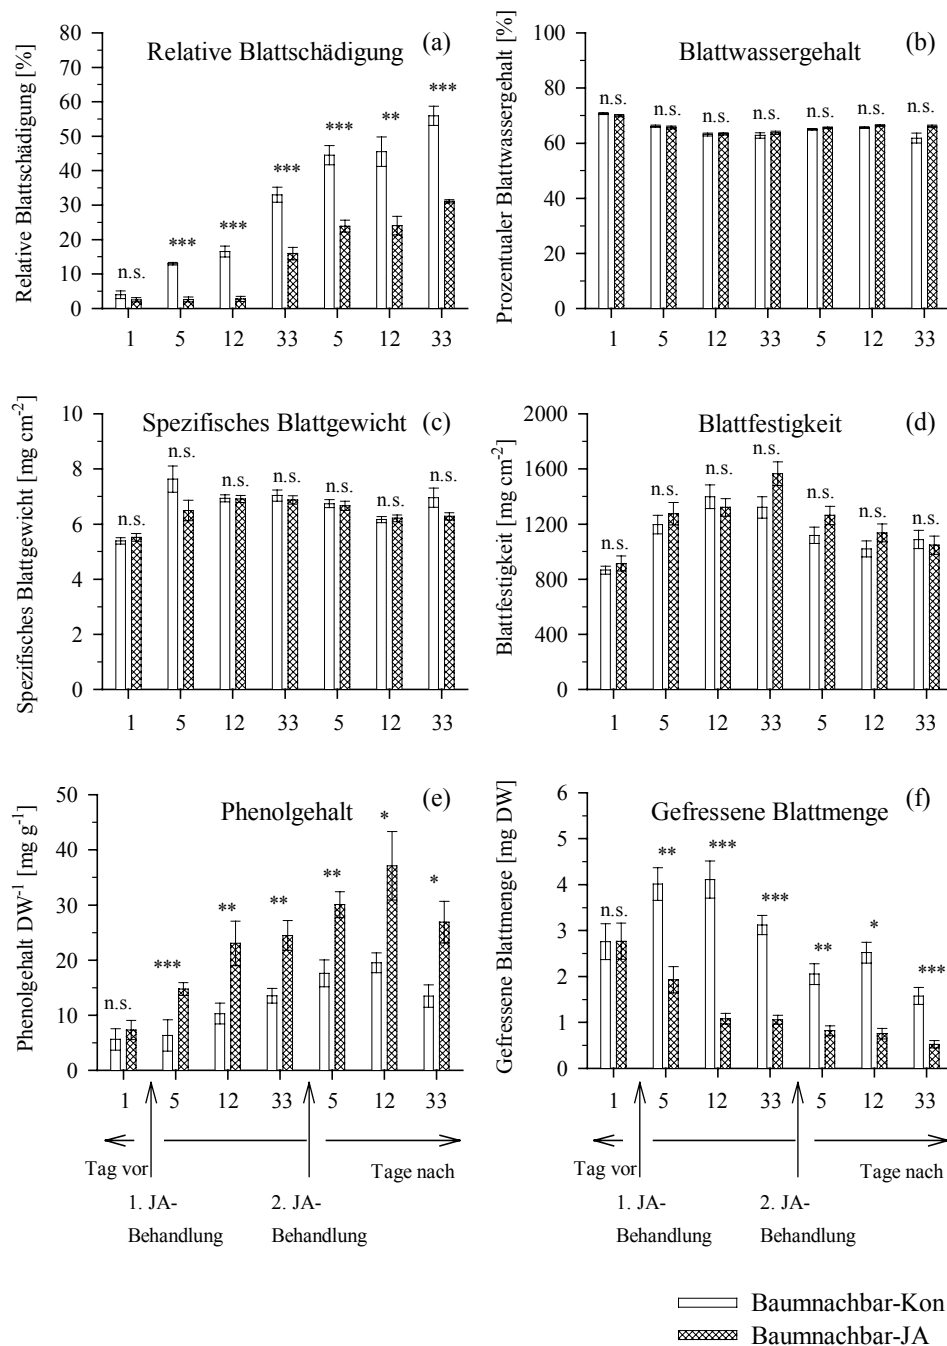 Relative Blattschädigung (a)
Relative Blattschädigung [%]
80
70
60
50
40
30
20
10
0
n.s. *** *** *** *** ** ***
1 5 12 33 5 12 33
Blattwassergehalt (b)
Prozentualer Blattwassergehalt [%]
100
80
60
40
20
0
n.s. n.s. n.s. n.s. n.s. n.s. n.s.
1 5 12 33 5 12 33
Spezifisches Blattgewicht (c)
Spezifisches Blattgewicht [mg cm-2]
10
8
6
4
2
0
n.s. n.s. n.s. n.s. n.s. n.s. n.s.
1 5 12 33 5 12 33
Blattfestigkeit (d)
Blattfestigkeit [mg cm-2]
2000
1600
1200
800
400
0
n.s. n.s. n.s. n.s. n.s. n.s. n.s.
1 5 12 33 5 12 33
Phenolgehalt (e)
Phenolgehalt DW-1 [mg g-1]
50
40
30
20
10
0
n.s. *** ** ** ** * *
1 5 12 33 5 12 33
Tag vor
Tage nach
1. JA-
Behandlung
2. JA-
Behandlung
Gefressene Blattmenge (f)
Gefressene Blattmenge [mg DW]
6
5
4
3
2
1
0
n.s. ** *** *** ** * ***
1 5 12 33 5 12 33
Tag vor
Tage nach
1. JA-
Behandlung
2. JA-
Behandlung
Baumnachbar-Kon
Baumnachbar-JA